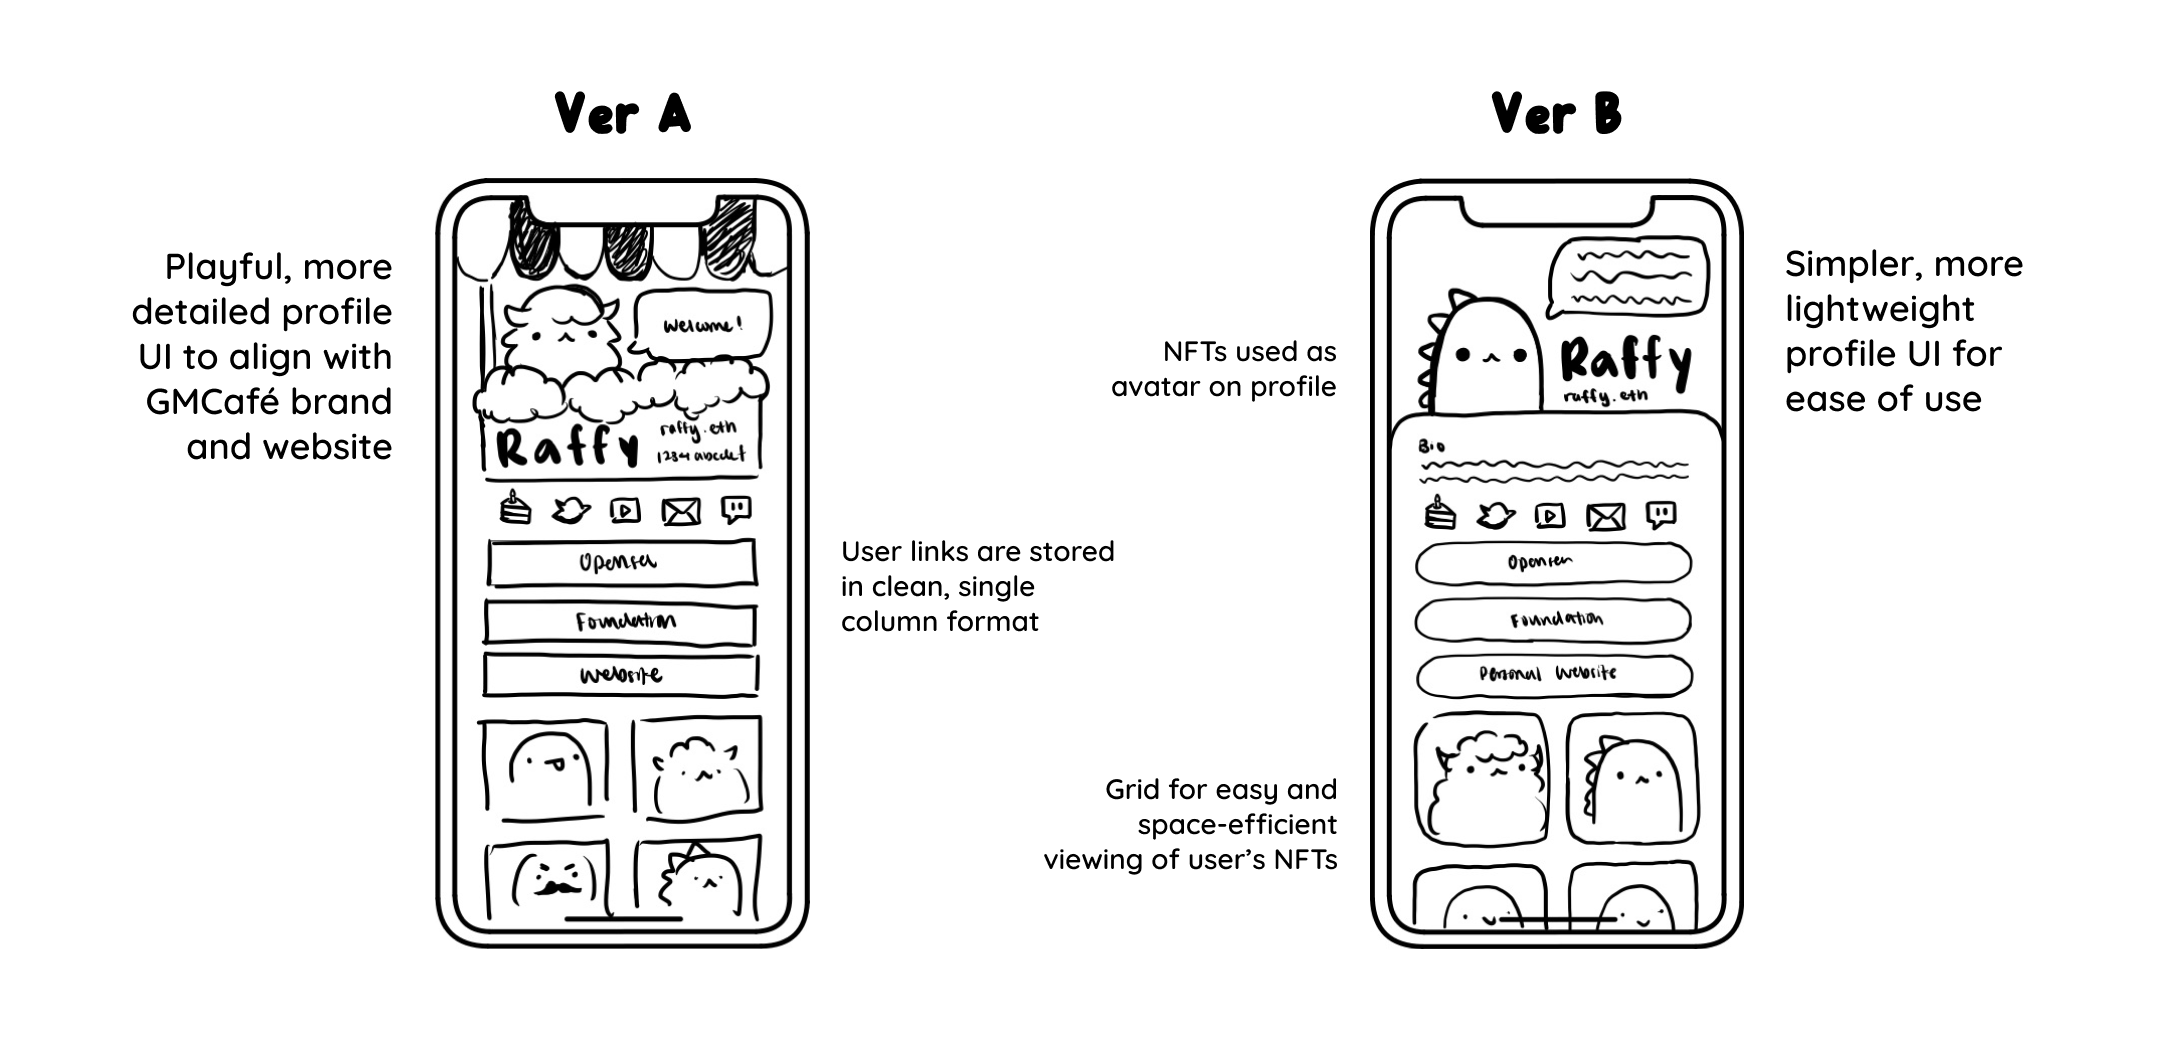 Ver A
Playful, more
detailed profile
UI to align with
GMCafé brand
and website
Welcome!
Raffy
raffy.eth
Opensea
Foundation
Website
User links are stored
in clean, single
column format
Ver B
NFTs used as
avatar on profile
Grid for easy and
space-efficient
viewing of user’s NFTs
Raffy
raffy.eth
Bio
Opensea
Foundation
Personal Website
Simpler, more
lightweight
profile UI for
ease of use